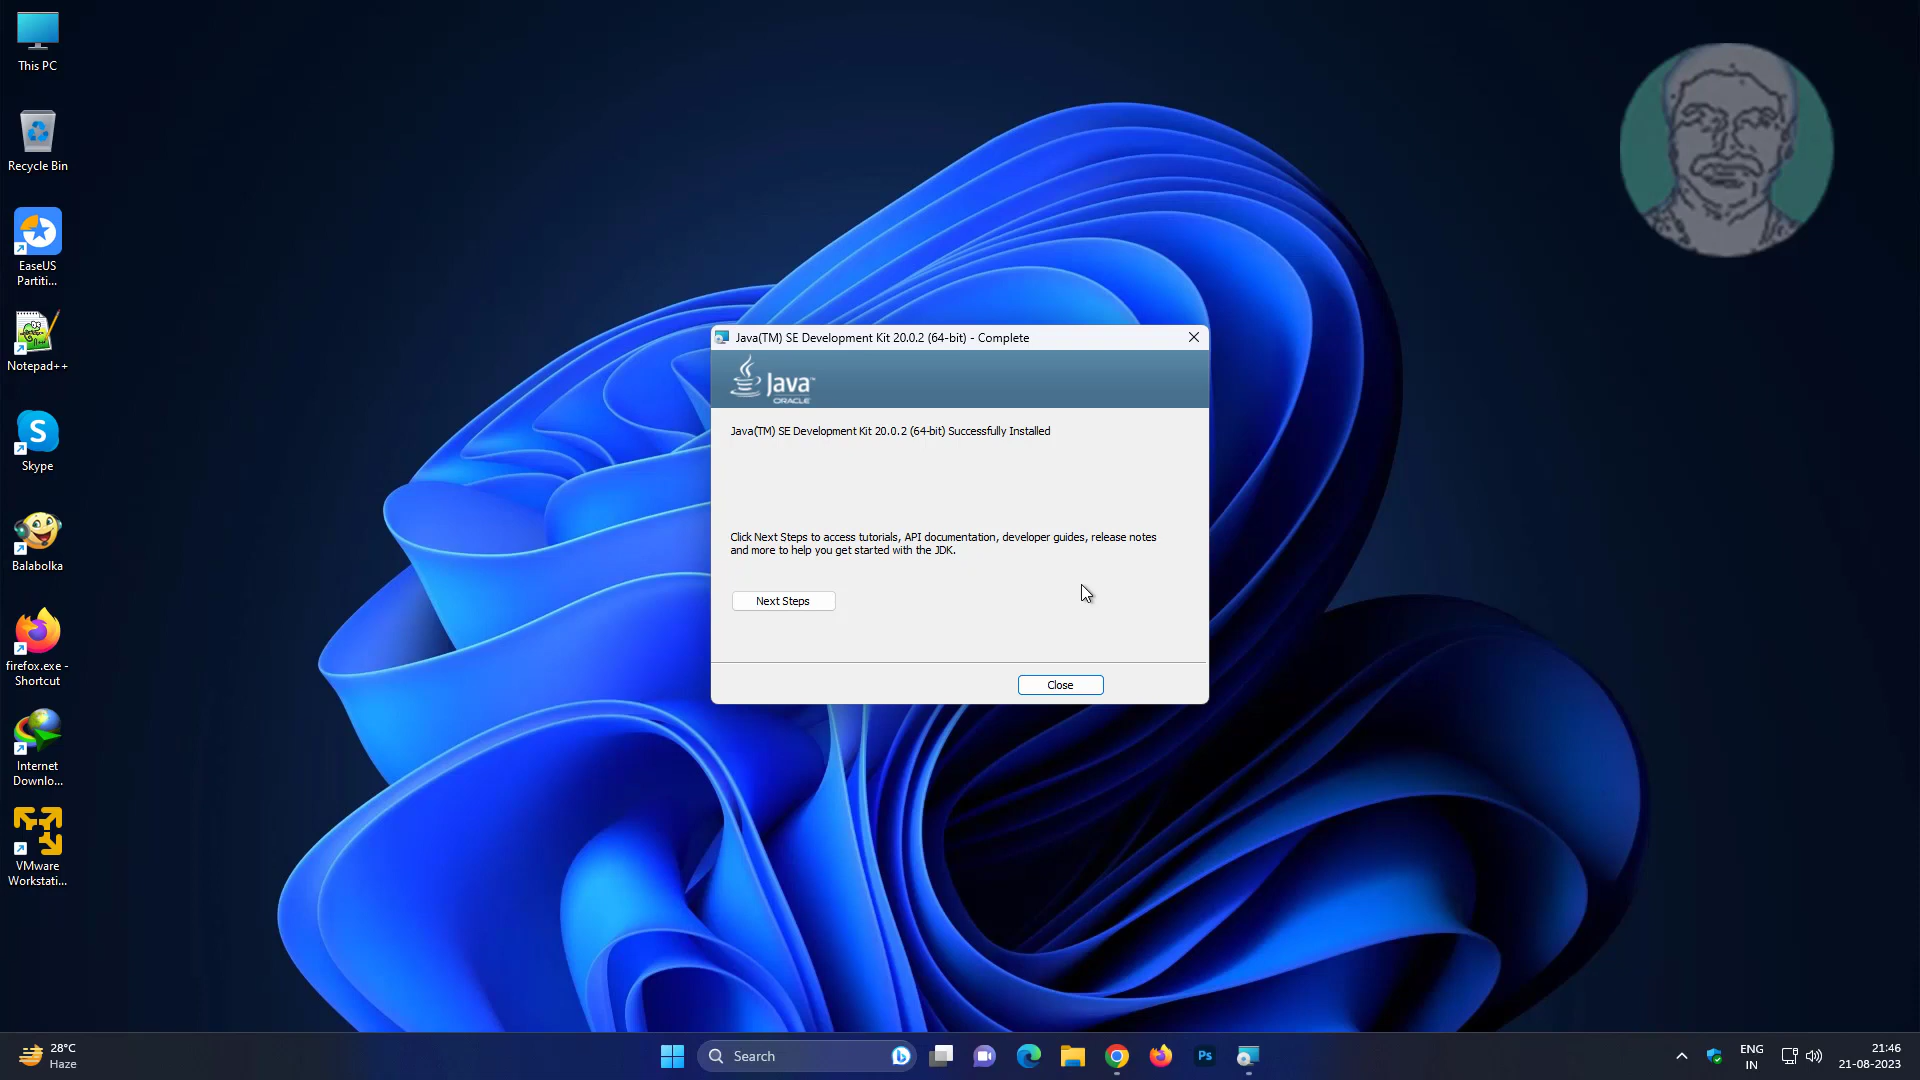 This PC
Recycle Bin
EaseUS
Partiti...
Notepad++
Skype
Balabolka
firefox.exe -
Shortcut
Internet
Downlo...
VMware
Workstati...
Java(TM) SE Development Kit 20.0.2 (64-bit) - Complete
Java™
ORACLE
Java(TM) SE Development Kit 20.0.2 (64-bit) Successfully Installed
Click Next Steps to access tutorials, API documentation, developer guides, release notes
and more to help you get started with the JDK.
Next Steps
Close
28°C
Haze
Search
Ps
ENG
IN
21:46
21-08-2023